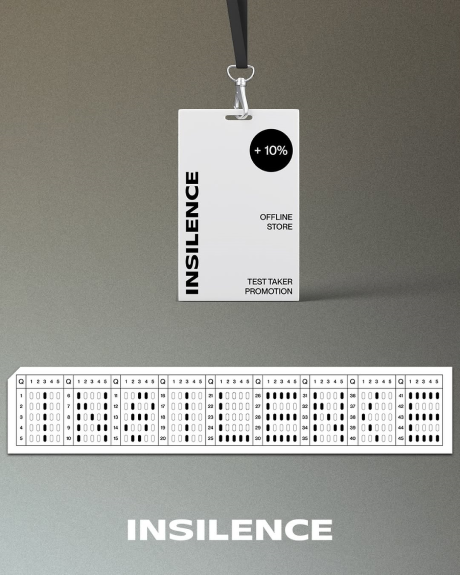 + 10%
INSILENCE
OFFLINE
STORE
TEST TAKER
PROMOTION
Q 1 2 3 4 5 Q 1 2 3 4 5 Q 1 2 3 4 5 Q 1 2 3 4 5 Q 1 2 3 4 5 Q 1 2 3 4 5 Q 1 2 3 4 5 Q 1 2 3 4 5 Q 1 2 3 4 5
1 6 11 16 21 26 31 36 41
2 7 12 17 22 27 32 37 42
3 8 13 18 23 28 33 38 43
4 9 14 19 24 29 34 39 44
5 10 15 20 25 30 35 40 45
INSILENCE